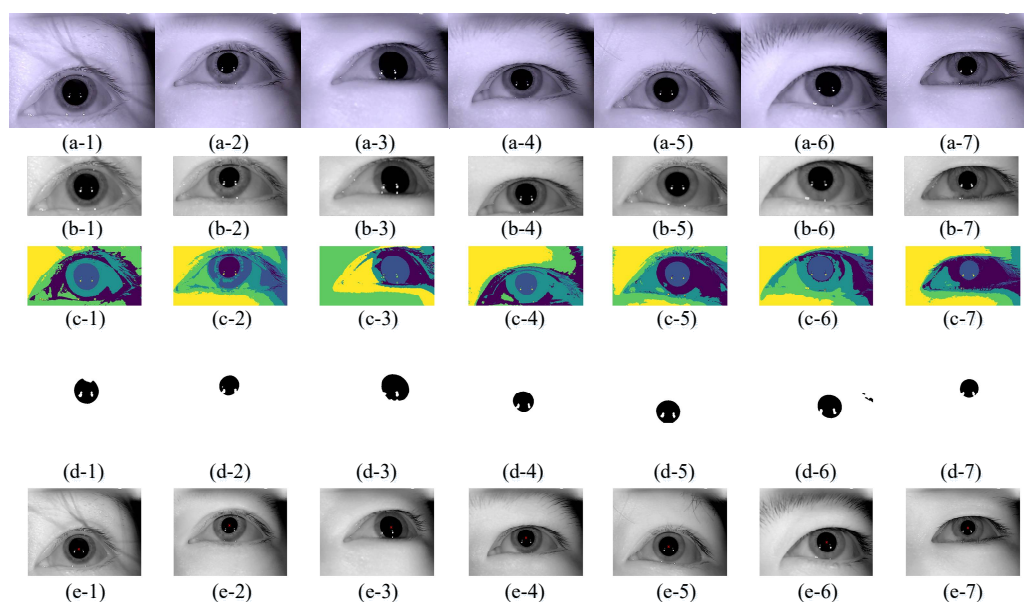 (a-1) (a-2) (a-3) (a-4) (a-5) (a-6) (a-7)
(b-1) (b-2) (b-3) (b-4) (b-5) (b-6) (b-7)
(c-1) (c-2) (c-3) (c-4) (c-5) (c-6) (c-7)
(d-1) (d-2) (d-3) (d-4) (d-5) (d-6) (d-7)
(e-1) (e-2) (e-3) (e-4) (e-5) (e-6) (e-7)